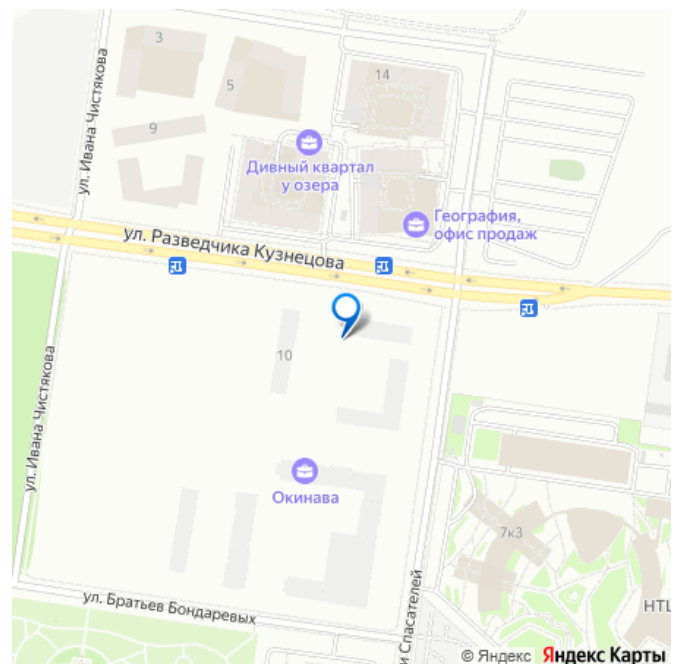 3
5
14
9
ул. Ивана Чистякова
Дивный квартал
у озера
География,
офис продаж
ул. Разведчика Кузнецова
10
ул. Ивана Чистякова
Окинава
7к3
ул. Братьев Бондаревых
и Спасателей
НТЦ
© Яндекс Яндекс Карты